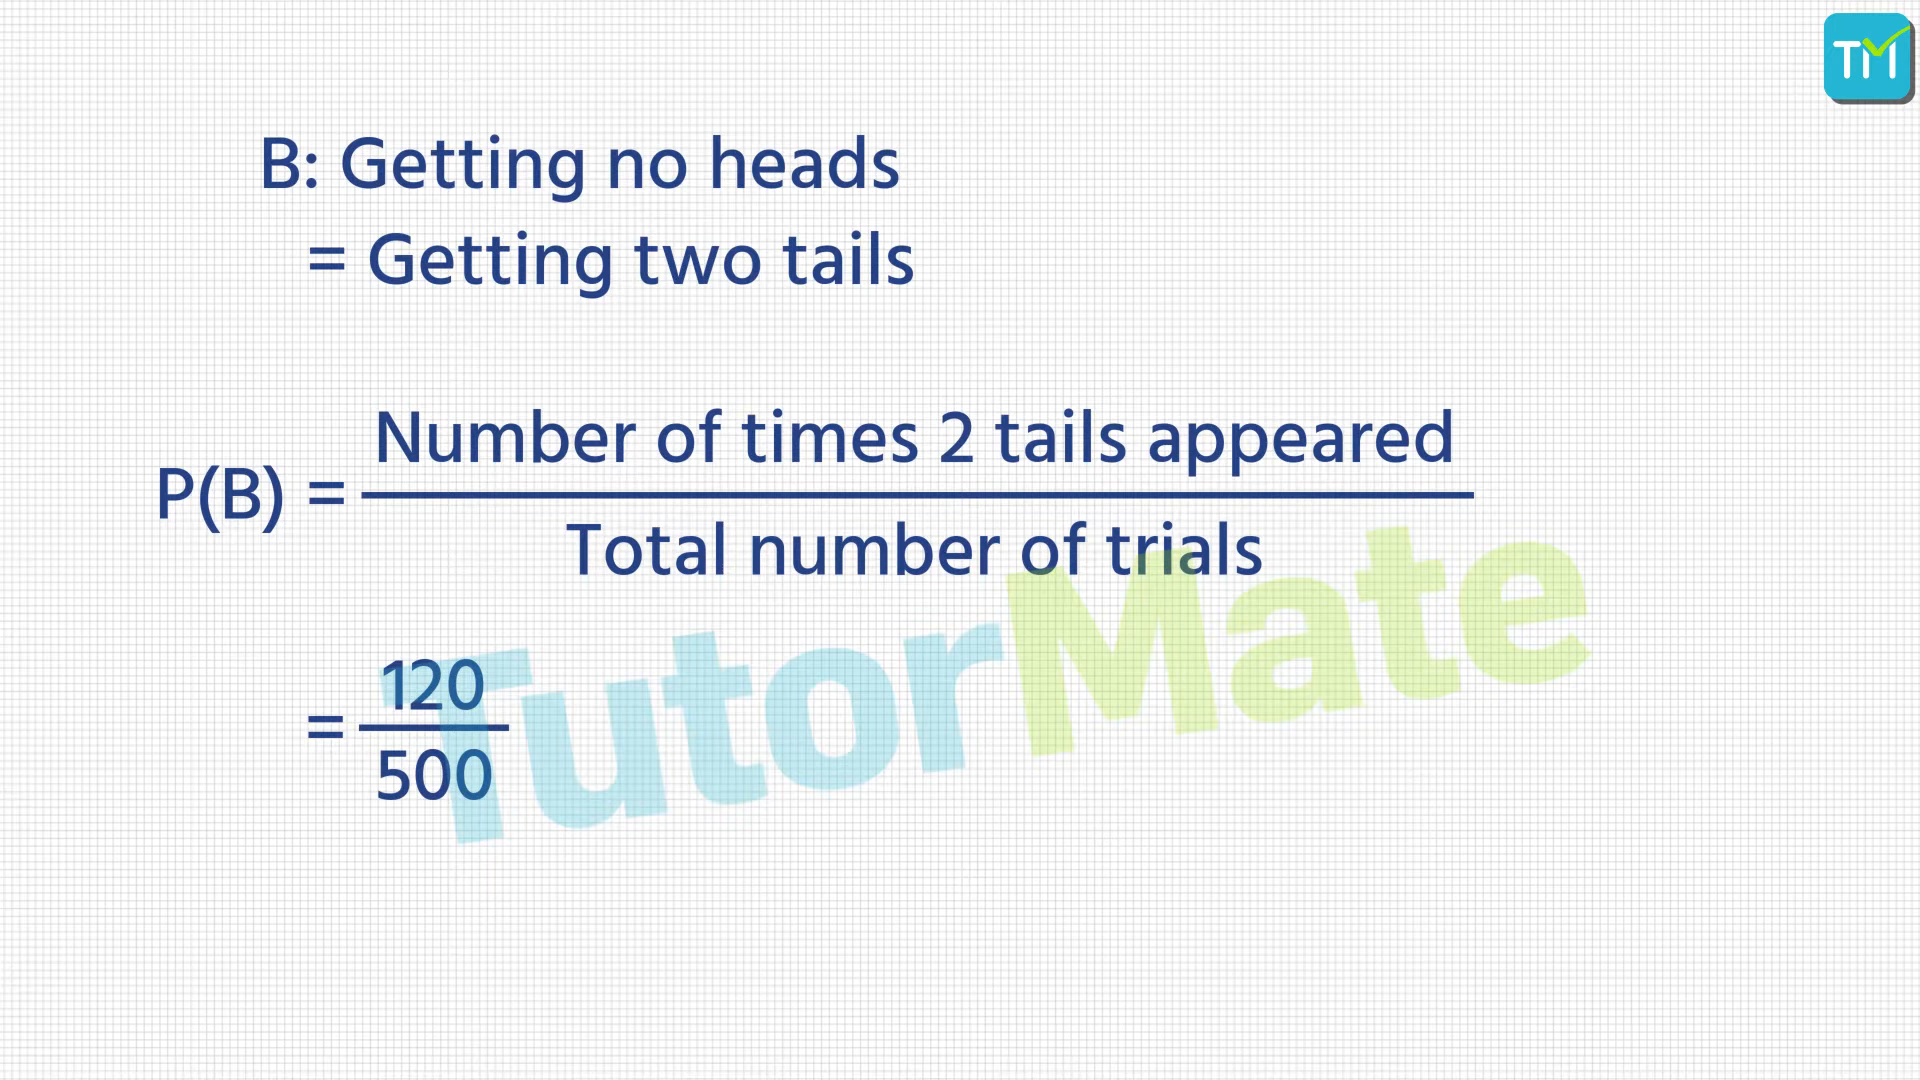 TM
B: Getting no heads
= Getting two tails
Number of times 2 tails appeared
P(B) =
Total number of trials
TutorMate
120
=
500